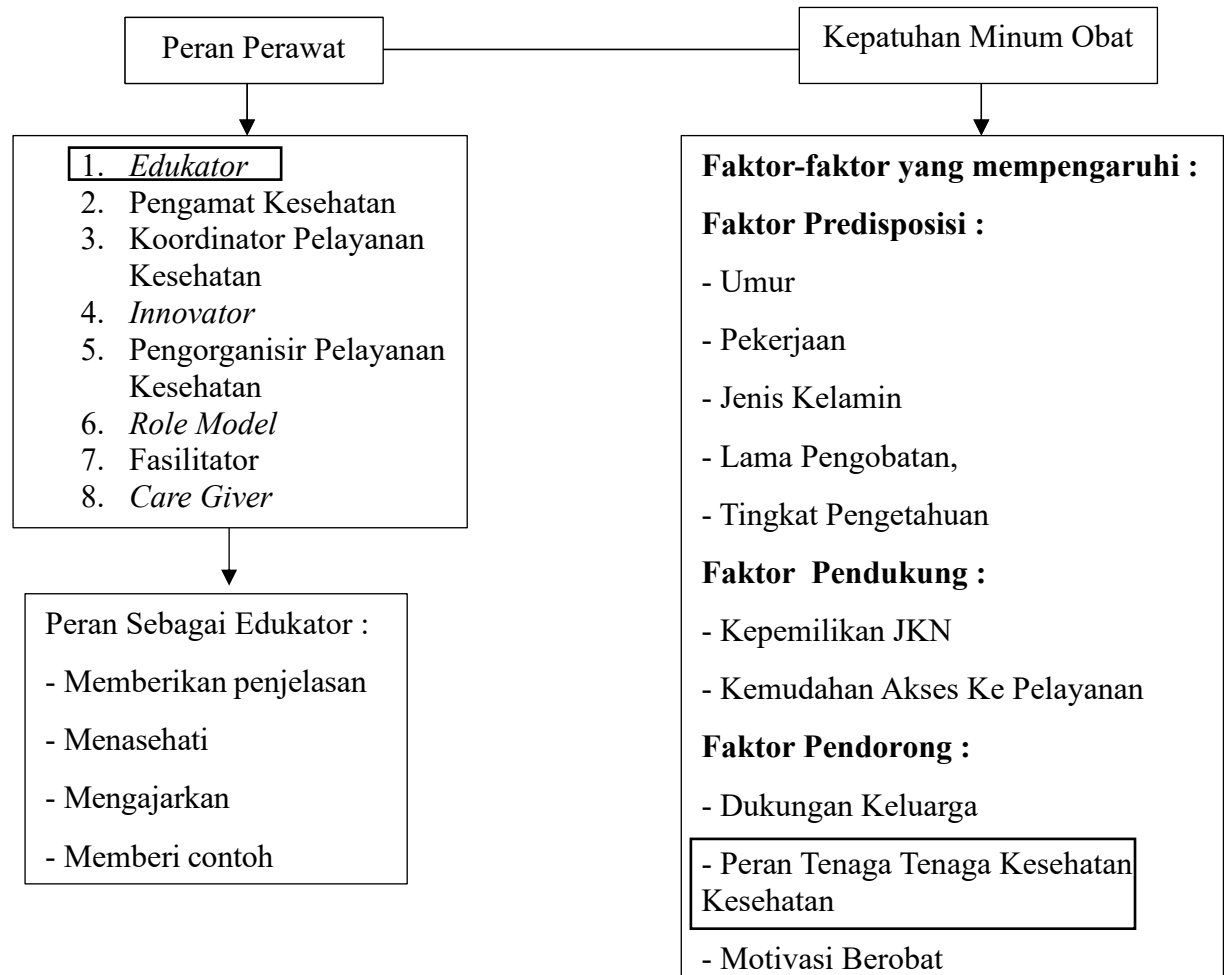 Peran Perawat
Kepatuhan Minum Obat
1. Edukator
2. Pengamat Kesehatan
3. Koordinator Pelayanan
Kesehatan
4. Innovator
5. Pengorganisir Pelayanan
Kesehatan
6. Role Model
7. Fasilitator
8. Care Giver
Peran Sebagai Edukator :
- Memberikan penjelasan
- Menasehati
- Mengajarkan
- Memberi contoh
Faktor-faktor yang mempengaruhi :
Faktor Predisposisi :
- Umur
- Pekerjaan
- Jenis Kelamin
- Lama Pengobatan,
- Tingkat Pengetahuan
Faktor Pendukung :
- Kepemilikan JKN
- Kemudahan Akses Ke Pelayanan
Faktor Pendorong :
- Dukungan Keluarga
- Peran Tenaga Tenaga Kesehatan
Kesehatan
- Motivasi Berobat